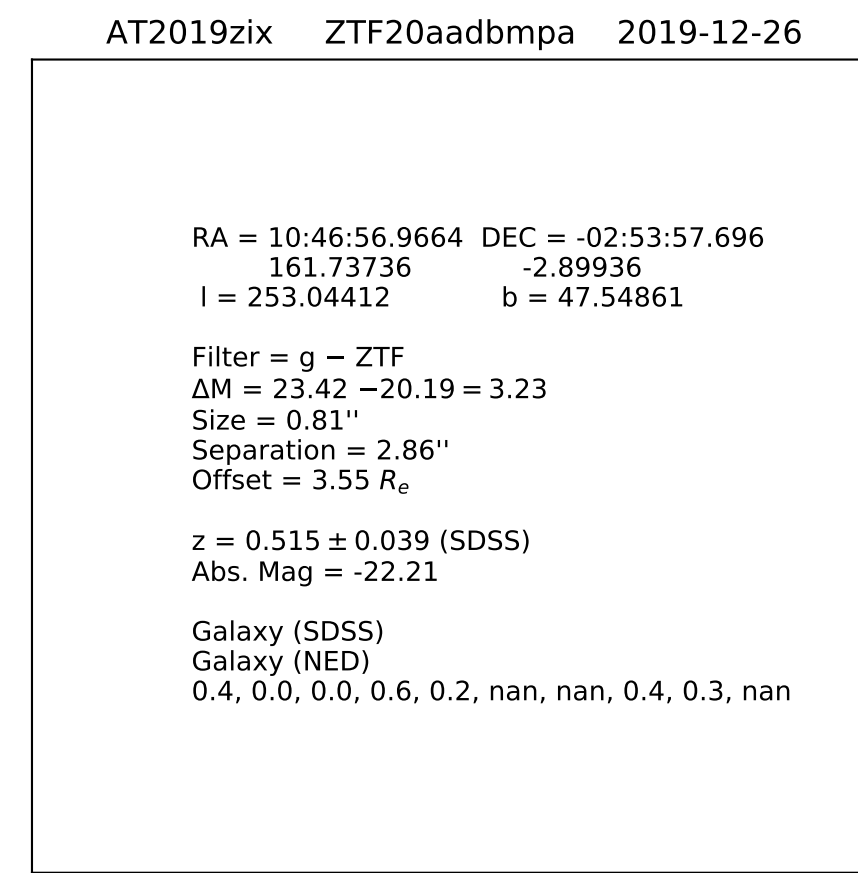 AT2019zix ZTF20aadbmpa 2019-12-26
RA = 10:46:56.9664 DEC = -02:53:57.696
161.73736 -2.89936
l = 253.04412 b = 47.54861
Filter = g − ZTF
ΔM = 23.42 −20.19 = 3.23
Size = 0.81''
Separation = 2.86''
Offset = 3.55 Rₑ
z = 0.515 ± 0.039 (SDSS)
Abs. Mag = -22.21
Galaxy (SDSS)
Galaxy (NED)
0.4, 0.0, 0.0, 0.6, 0.2, nan, nan, 0.4, 0.3, nan